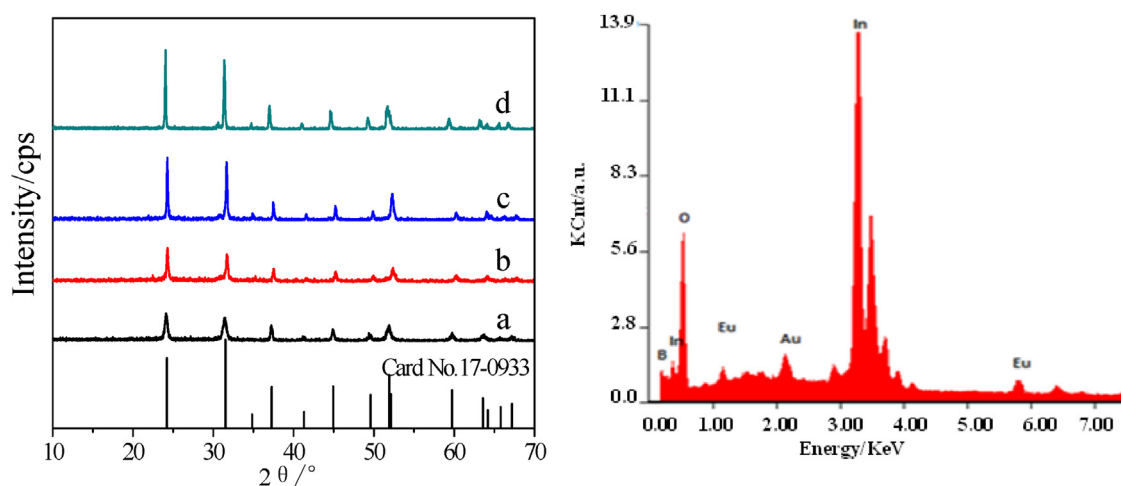 Intensity/cps
d
c
b
a
Card No.17-0933
10 20 30 40 50 60 70
2 θ /°
KCnt/a.u.
13.9
11.1
8.3
5.6
2.8
0.0
In
O
Eu
In
B
Au
Eu
0.00 1.00 2.00 3.00 4.00 5.00 6.00 7.00
Energy/KeV